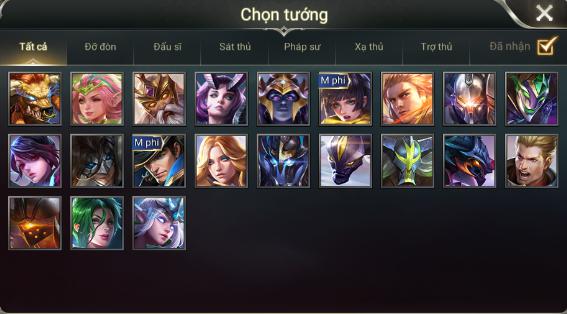 Chọn tướng
Tất cả Đỡ đòn Đấu sĩ Sát thủ Pháp sư Xạ thủ Trợ thủ Đã nhận
M phí
M phí